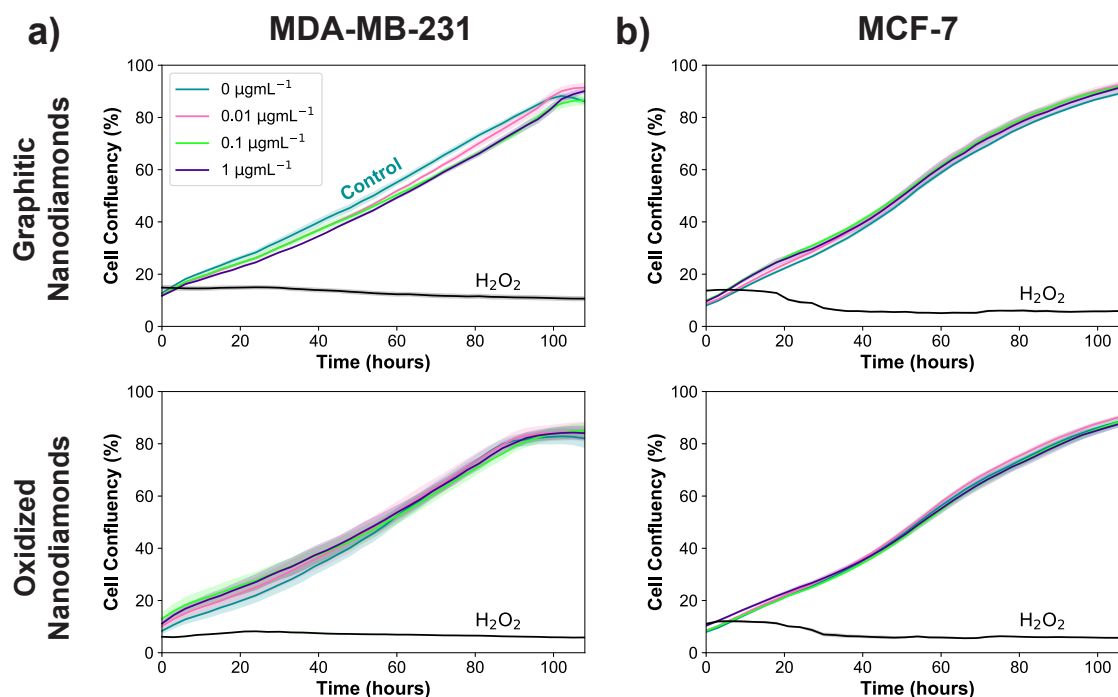 a)
MDA-MB-231
b)
MCF-7
Graphitic
Nanodiamonds
100
80
60
40
20
0
Cell Confluency (%)
0 µgmL⁻¹
0.01 µgmL⁻¹
0.1 µgmL⁻¹
1 µgmL⁻¹
Control
H₂O₂
0 20 40 60 80 100
Time (hours)
100
80
60
40
20
0
Cell Confluency (%)
H₂O₂
0 20 40 60 80 100
Time (hours)
Oxidized
Nanodiamonds
100
80
60
40
20
0
Cell Confluency (%)
H₂O₂
0 20 40 60 80 100
Time (hours)
100
80
60
40
20
0
Cell Confluency (%)
H₂O₂
0 20 40 60 80 100
Time (hours)